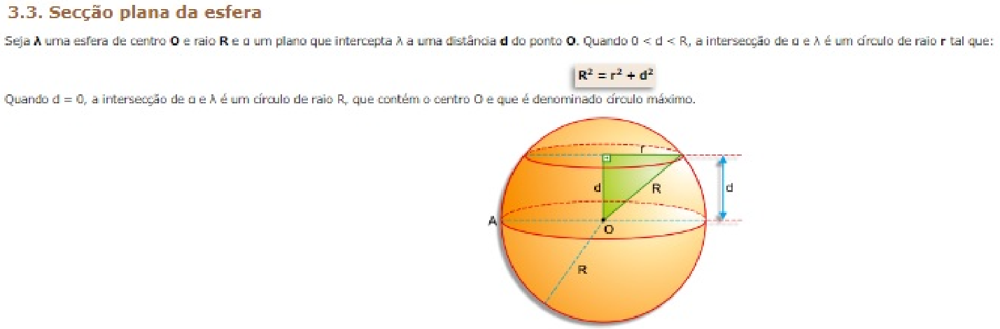 3.3. Secção plana da esfera
Seja λ uma esfera de centro O e raio R e α um plano que intercepta λ a uma distância d do ponto O. Quando 0 < d < R, a intersecção de α e λ é um círculo de raio r tal que:
R² = r² + d²
Quando d = 0, a intersecção de α e λ é um círculo de raio R, que contém o centro O e que é denominado círculo máximo.
r
d R d
A
O
R